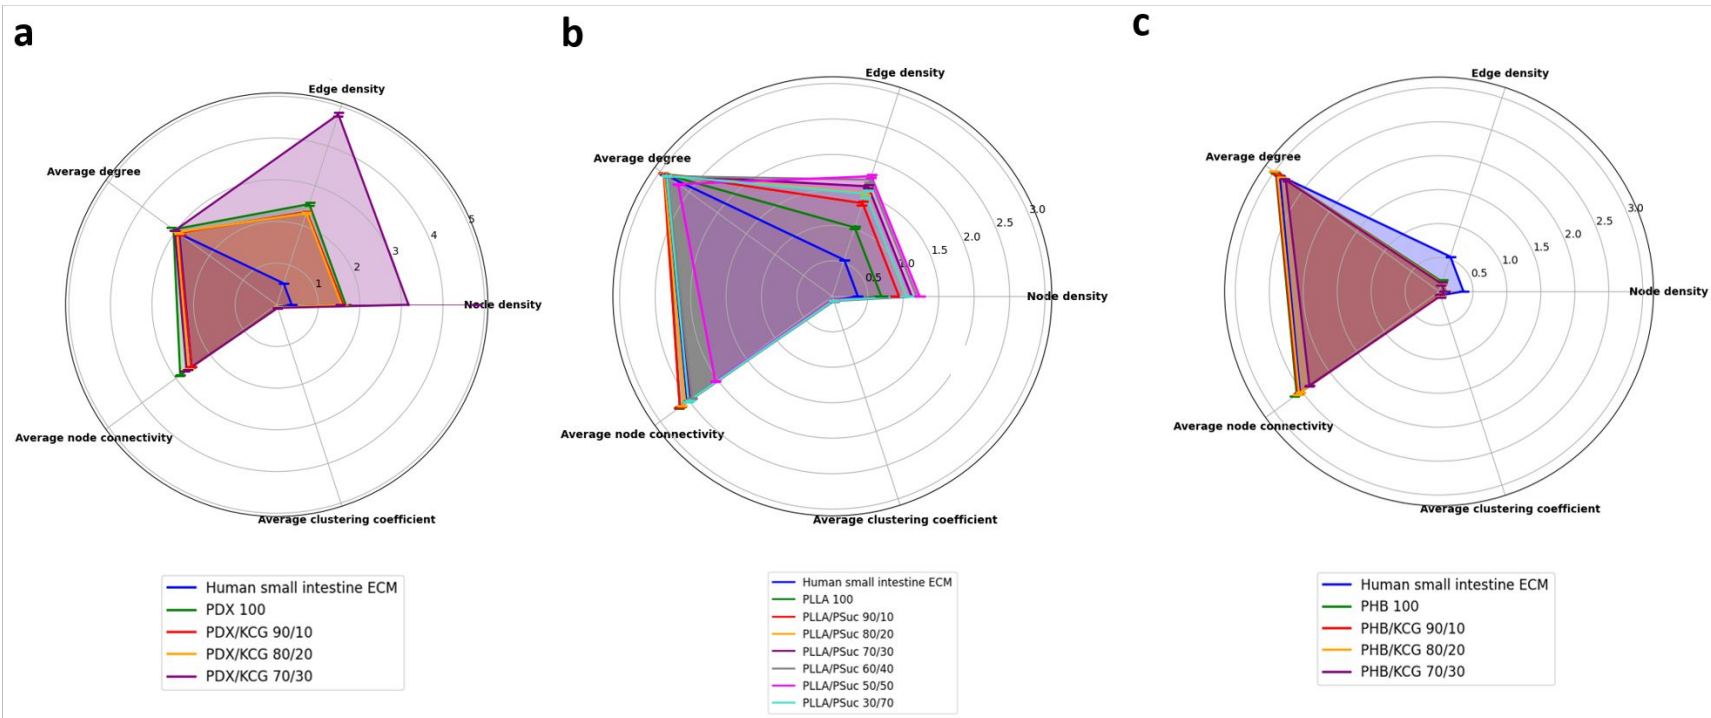 a
Edge density
Average degree
5
4
3
2
1
Node density
Average node connectivity
Average clustering coefficient
Human small intestine ECM
PDX 100
PDX/KCG 90/10
PDX/KCG 80/20
PDX/KCG 70/30
b
Edge density
Average degree
3.0
2.5
2.0
1.5
1.0
0.5
Node density
Average node connectivity
Average clustering coefficient
Human small intestine ECM
PLLA 100
PLLA/PSuc 90/10
PLLA/PSuc 80/20
PLLA/PSuc 70/30
PLLA/PSuc 60/40
PLLA/PSuc 50/50
PLLA/PSuc 30/70
c
Edge density
Average degree
3.0
2.5
2.0
1.5
1.0
0.5
Node density
Average node connectivity
Average clustering coefficient
Human small intestine ECM
PHB 100
PHB/KCG 90/10
PHB/KCG 80/20
PHB/KCG 70/30